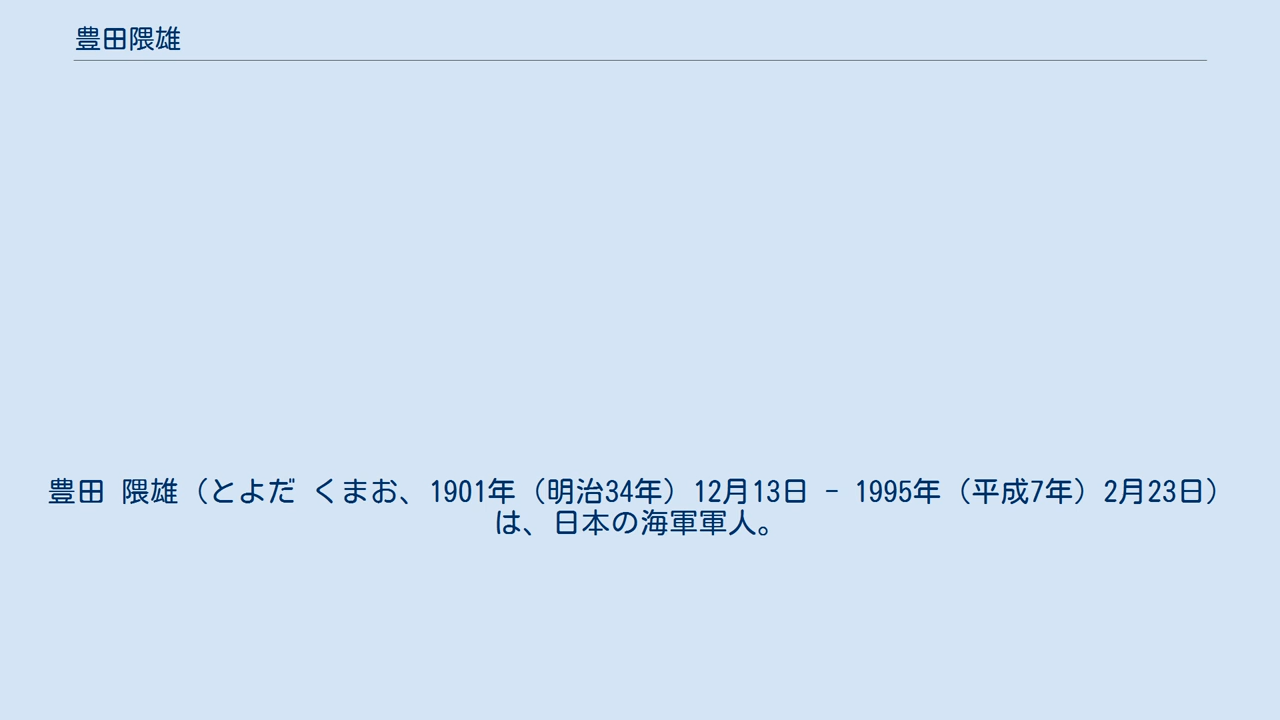 豊田隈雄
豊田 隈雄（とよだ くまお、1901年（明治34年）12月13日 - 1995年（平成7年）2月23日）
は、日本の海軍軍人。